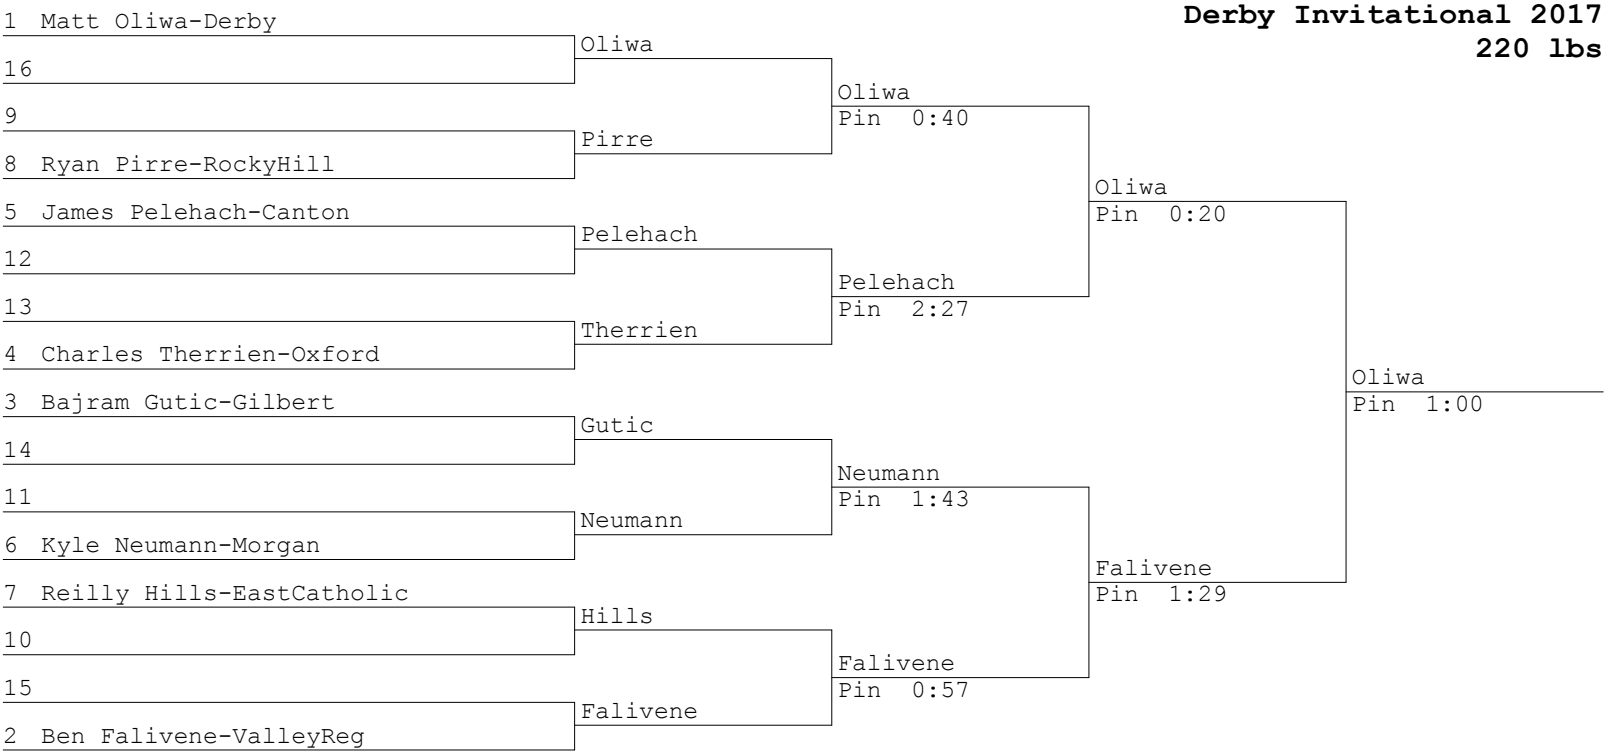 Derby Invitational 2017
220 lbs
1 Matt Oliwa-Derby
16
9
8 Ryan Pirre-RockyHill
5 James Pelehach-Canton
12
13
4 Charles Therrien-Oxford
3 Bajram Gutic-Gilbert
14
11
6 Kyle Neumann-Morgan
7 Reilly Hills-EastCatholic
10
15
2 Ben Falivene-ValleyReg
Oliwa
Pirre
Pelehach
Therrien
Gutic
Neumann
Hills
Falivene
Oliwa
Pin 0:40
Pelehach
Pin 2:27
Neumann
Pin 1:43
Falivene
Pin 0:57
Oliwa
Pin 0:20
Falivene
Pin 1:29
Oliwa
Pin 1:00